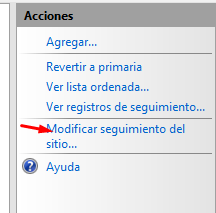 Acciones
Agregar...
Revertir a primaria
Ver lista ordenada...
Ver registros de seguimiento...
Modificar seguimiento del
sitio...
Ayuda